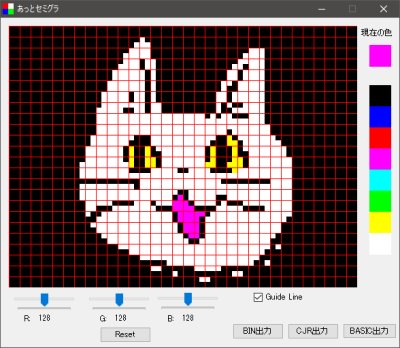 あっとセミグラ
現在の色
Guide Line
R: 128
G: 128
B: 128
Reset
BIN出力
CJR出力
BASIC出力